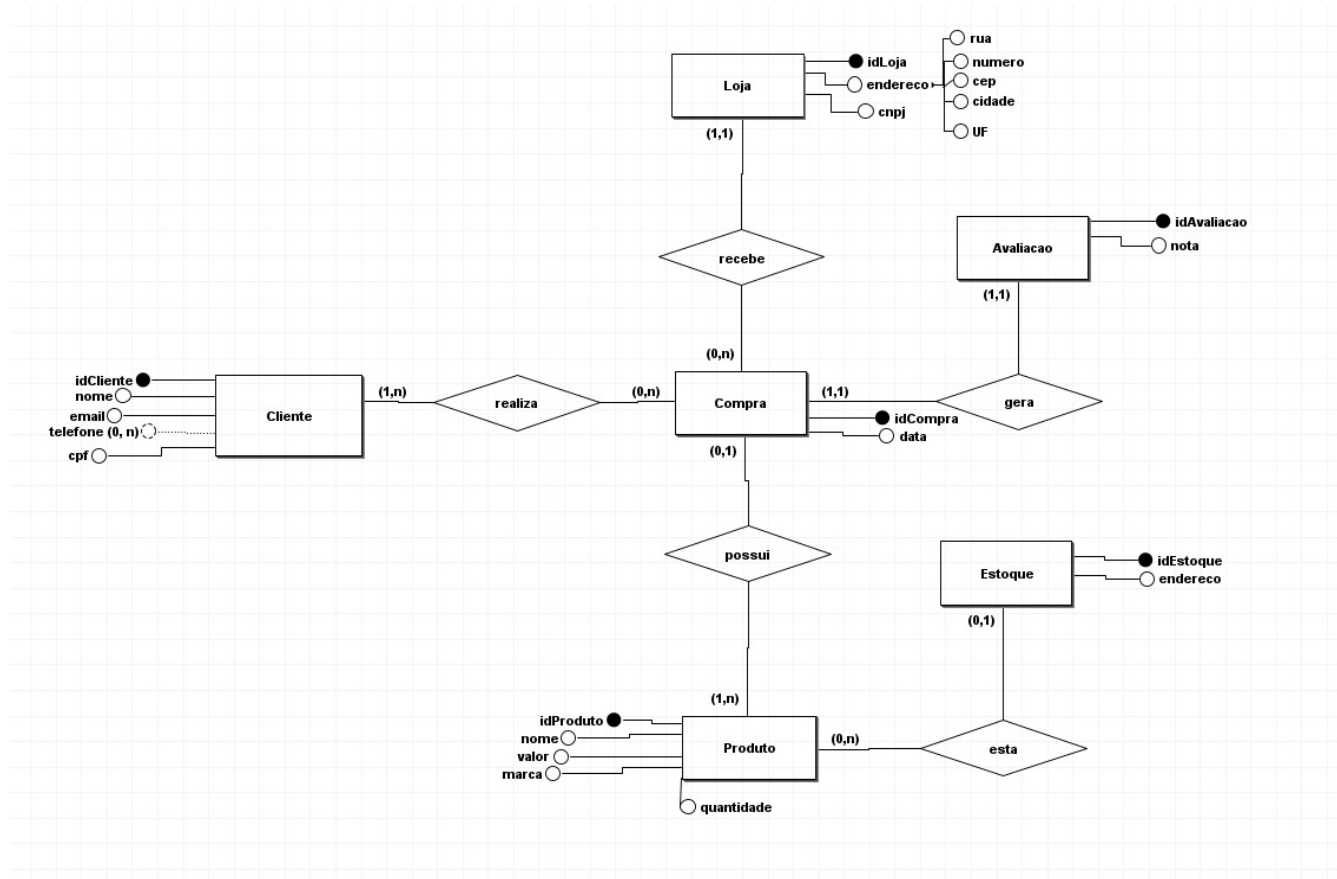 rua
idLoja
numero
Loja
endereco
cep
cidade
cnpj
UF
(1,1)
idAvaliacao
Avaliacao
nota
recebe
(1,1)
(0,n)
idCliente
nome
(1,n)
(0,n)
(1,1)
realiza
Compra
gera
Cliente
email
idCompra
telefone (0, n)
data
cpf
(0,1)
possui
idEstoque
Estoque
endereco
(0,1)
(1,n)
idProduto
nome
(0,n)
Produto
esta
valor
marca
quantidade